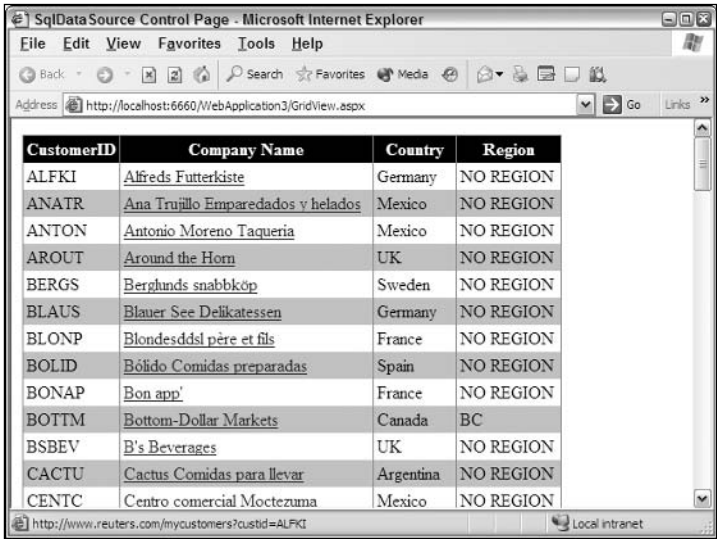 SqlDataSource Control Page - Microsoft Internet Explorer
File Edit View Favorites Tools Help
Back Search Favorites Media
Address http://localhost:6660/WebApplication3/GridView.aspx Go Links »
CustomerID Company Name Country Region
ALFKI Alfreds Futterkiste Germany NO REGION
ANATR Ana Trujillo Emparedados y helados Mexico NO REGION
ANTON Antonio Moreno Taqueria Mexico NO REGION
AROUT Around the Horn UK NO REGION
BERGS Berglunds snabbköp Sweden NO REGION
BLAUS Blauer See Delikatessen Germany NO REGION
BLONP Blondesddsl père et fils France NO REGION
BOLID Bólido Comidas preparadas Spain NO REGION
BONAP Bon app' France NO REGION
BOTTM Bottom-Dollar Markets Canada BC
BSBEV B's Beverages UK NO REGION
CACTU Cactus Comidas para llevar Argentina NO REGION
CENTC Centro comercial Moctezuma Mexico NO REGION
http://www.reuters.com/mycustomers?custid=ALFKI Local intranet